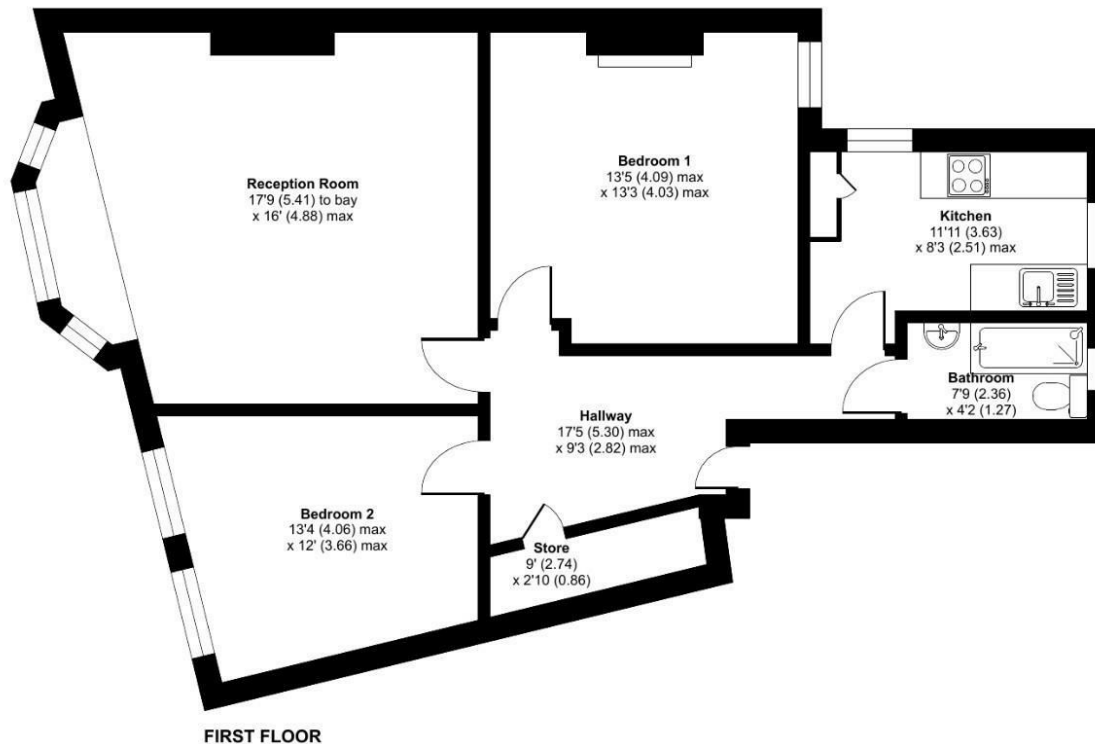 Reception Room
17'9 (5.41) to bay
x 16' (4.88) max
Bedroom 1
13'5 (4.09) max
x 13'3 (4.03) max
Kitchen
11'11 (3.63)
x 8'3 (2.51) max
Bathroom
7'9 (2.36)
x 4'2 (1.27)
Hallway
17'5 (5.30) max
x 9'3 (2.82) max
Bedroom 2
13'4 (4.06) max
x 12' (3.66) max
Store
9' (2.74)
x 2'10 (0.86)
FIRST FLOOR